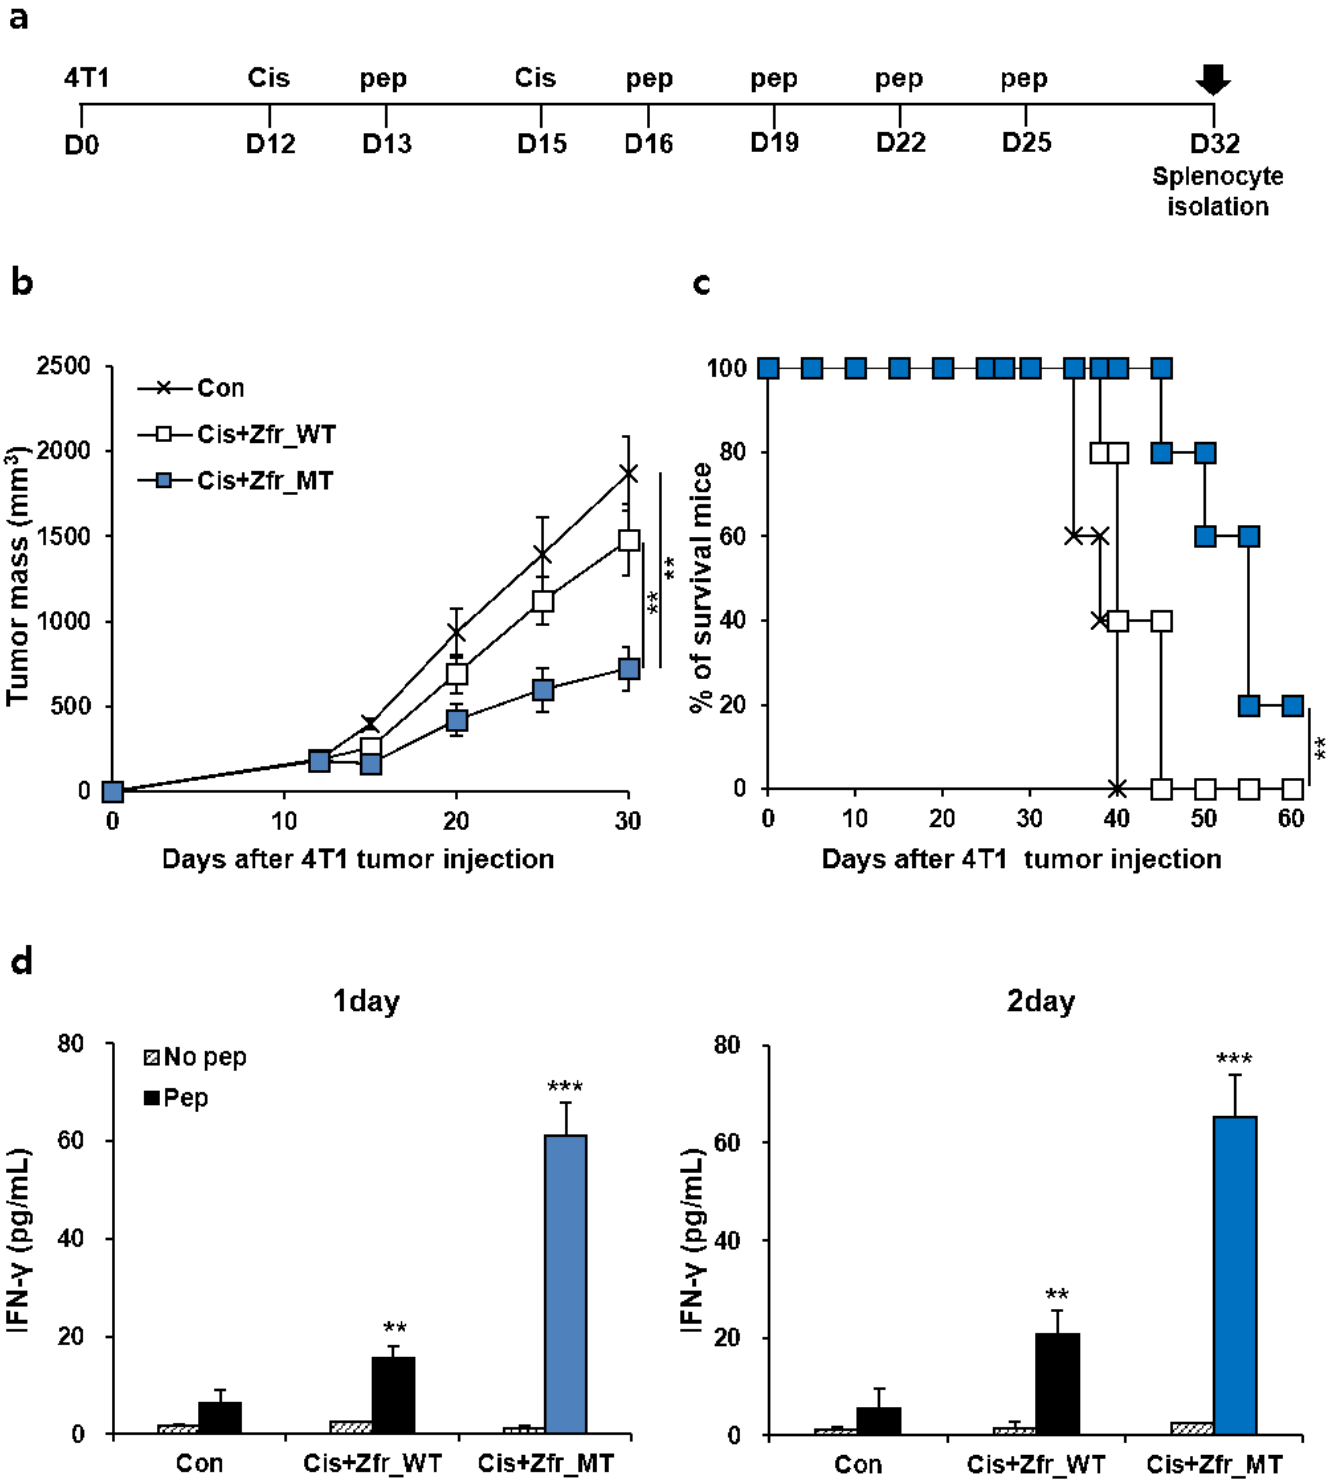 a
4T1 Cis pep Cis pep pep pep pep
D0 D12 D13 D15 D16 D19 D22 D25 D32
Splenocyte
isolation
b
2500
2000
1500
1000
500
0
Tumor mass (mm³)
Con
Cis+Zfr_WT
Cis+Zfr_MT
**
**
0 10 20 30
Days after 4T1 tumor injection
c
100
80
60
40
20
0
% of survival mice
**
0 10 20 30 40 50 60
Days after 4T1 tumor injection
d
1day
80
60
40
20
0
IFN-γ (pg/mL)
No pep
Pep
**
***
Con Cis+Zfr_WT Cis+Zfr_MT
2day
80
60
40
20
0
IFN-γ (pg/mL)
**
***
Con Cis+Zfr_WT Cis+Zfr_MT